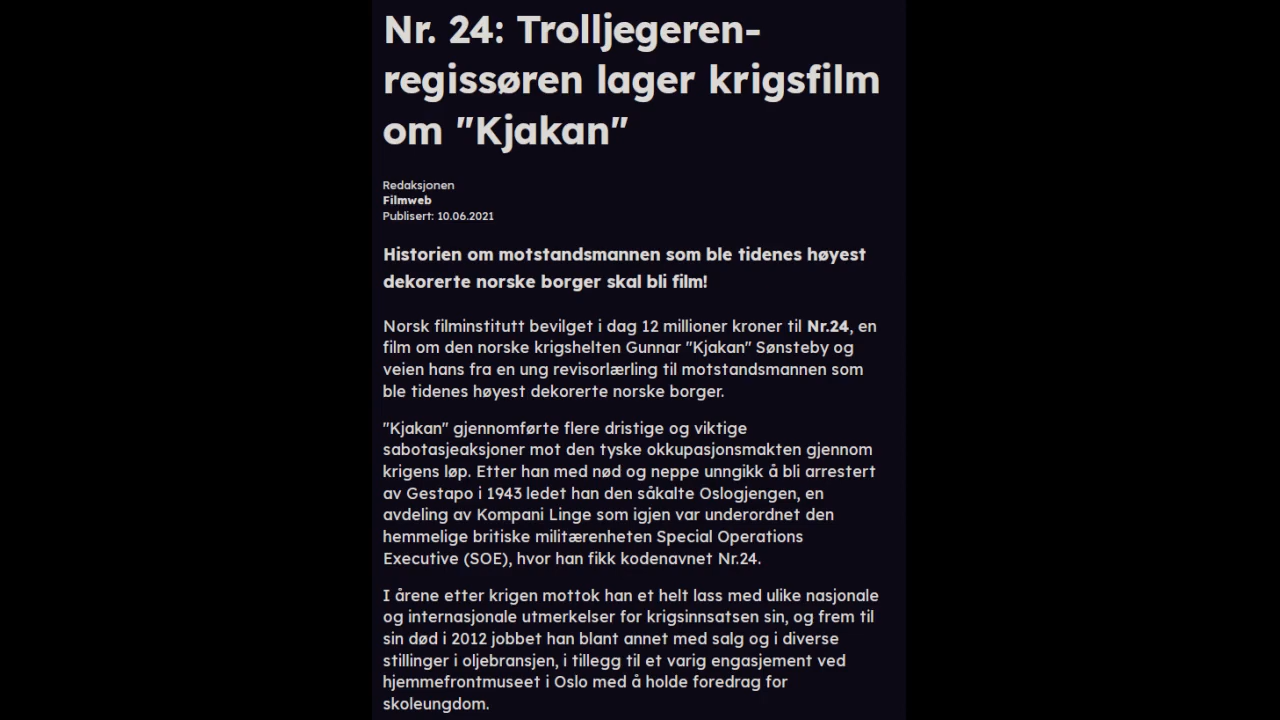 Nr. 24: Trolljegeren-
regissøren lager krigsfilm
om "Kjakan"
Redaksjonen
Filmweb
Publisert: 10.06.2021
Historien om motstandsmannen som ble tidenes høyest
dekorerte norske borger skal bli film!
Norsk filminstitutt bevilget i dag 12 millioner kroner til Nr.24, en
film om den norske krigshelten Gunnar "Kjakan" Sønsteby og
veien hans fra en ung revisorlærling til motstandsmannen som
ble tidenes høyest dekorerte norske borger.
"Kjakan" gjennomførte flere dristige og viktige
sabotasjeaksjoner mot den tyske okkupasjonsmakten gjennom
krigens løp. Etter han med nød og neppe unngikk å bli arrestert
av Gestapo i 1943 ledet han den såkalte Oslogjengen, en
avdeling av Kompani Linge som igjen var underordnet den
hemmelige britiske militærenheten Special Operations
Executive (SOE), hvor han fikk kodenavnet Nr.24.
I årene etter krigen mottok han et helt lass med ulike nasjonale
og internasjonale utmerkelser for krigsinnsatsen sin, og frem til
sin død i 2012 jobbet han blant annet med salg og i diverse
stillinger i oljebransjen, i tillegg til et varig engasjement ved
hjemmefrontmuseet i Oslo med å holde foredrag for
skoleungdom.